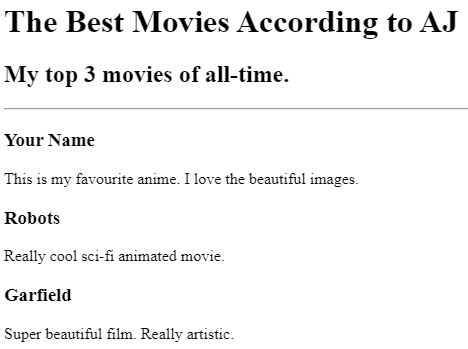 The Best Movies According to AJ
My top 3 movies of all-time.
Your Name
This is my favourite anime. I love the beautiful images.
Robots
Really cool sci-fi animated movie.
Garfield
Super beautiful film. Really artistic.